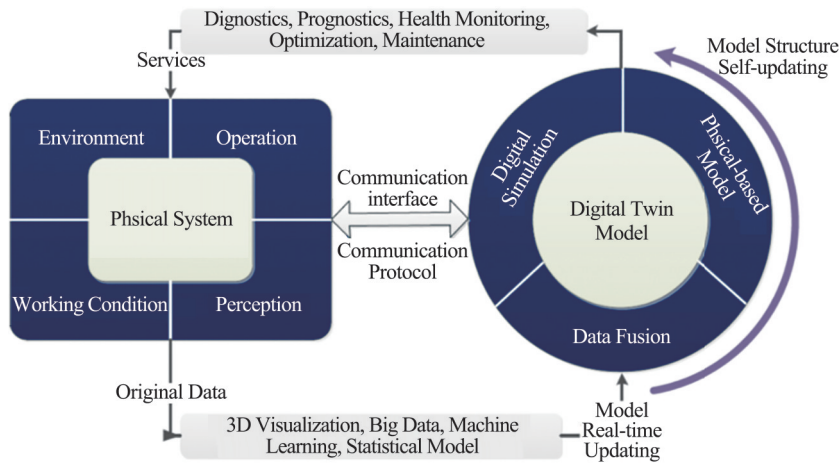 Dignostics, Prognostics, Health Monitoring,
Optimization, Maintenance
Services
Model Structure
Self-updating
Environment
Operation
Phsical System
Working Condition
Perception
Communication
interface
Communication
Protocol
Digital
Simulation
Phsical-based
Model
Digital Twin
Model
Data Fusion
Original Data
3D Visualization, Big Data, Machine
Learning, Statistical Model
Model
Real-time
Updating